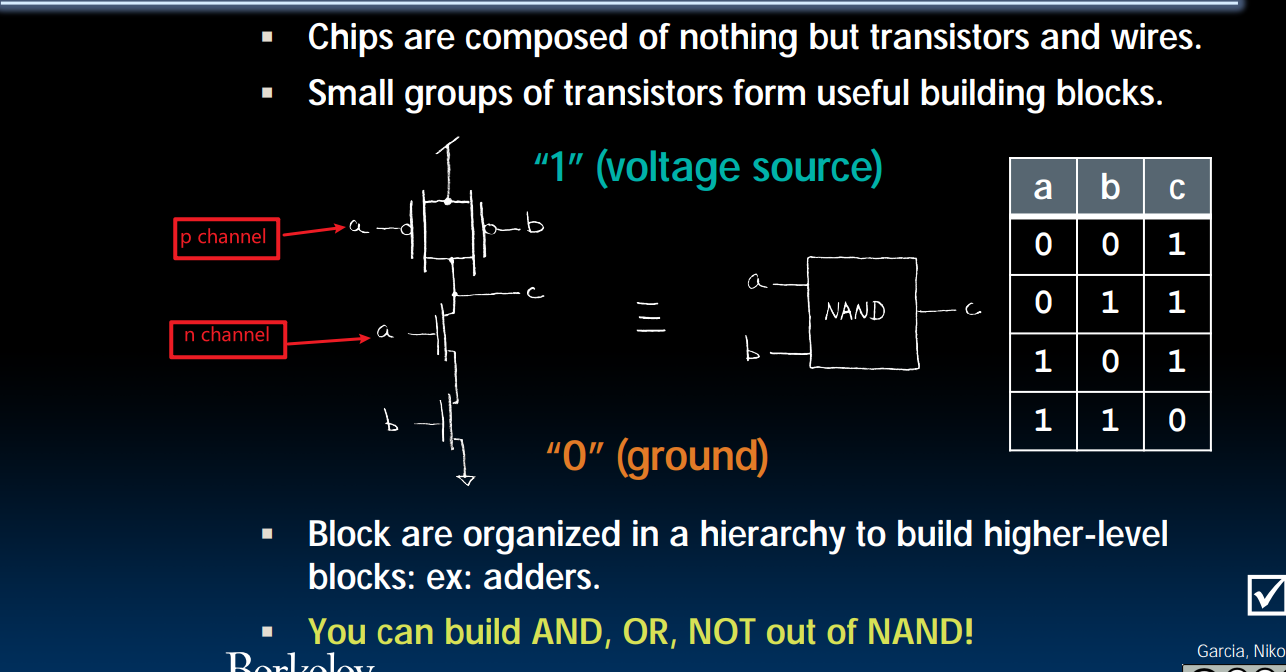 ▪ Chips are composed of nothing but transistors and wires.
▪ Small groups of transistors form useful building blocks.
“1” (voltage source)
p channel
a
b
c
n channel
a
b
“0” (ground)
≡
a
b
NAND
c
a b c
0 0 1
0 1 1
1 0 1
1 1 0
▪ Block are organized in a hierarchy to build higher-level
blocks: ex: adders.
▪ You can build AND, OR, NOT out of NAND!
Berkeley
Garcia, Niko